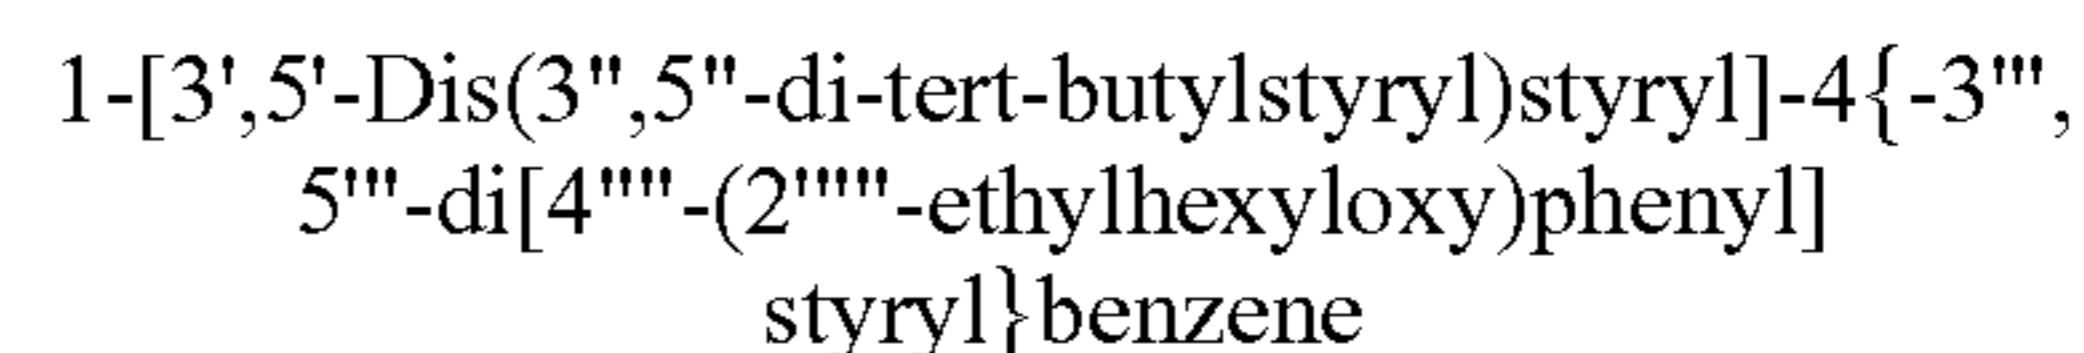 1-[3',5'-Dis(3",5"-di-tert-butylstyryl)styryl]-4{-3''',
5'''-di[4'''''-(2''''''-ethylhexyloxy)phenyl]
styryl}benzene